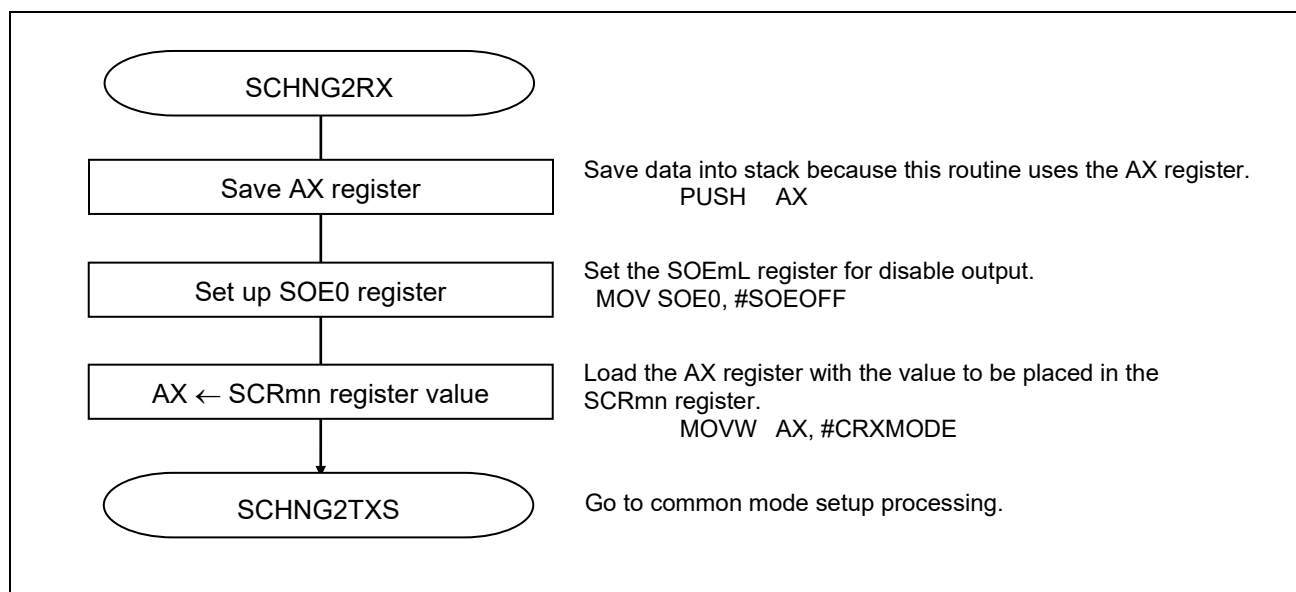 SCHNG2RX
Save AX register
Save data into stack because this routine uses the AX register.
PUSH AX
Set up SOE0 register
Set the SOEmL register for disable output.
MOV SOE0, #SOEOFF
AX ← SCRmn register value
Load the AX register with the value to be placed in the
SCRmn register.
MOVW AX, #CRXMODE
SCHNG2TXS
Go to common mode setup processing.